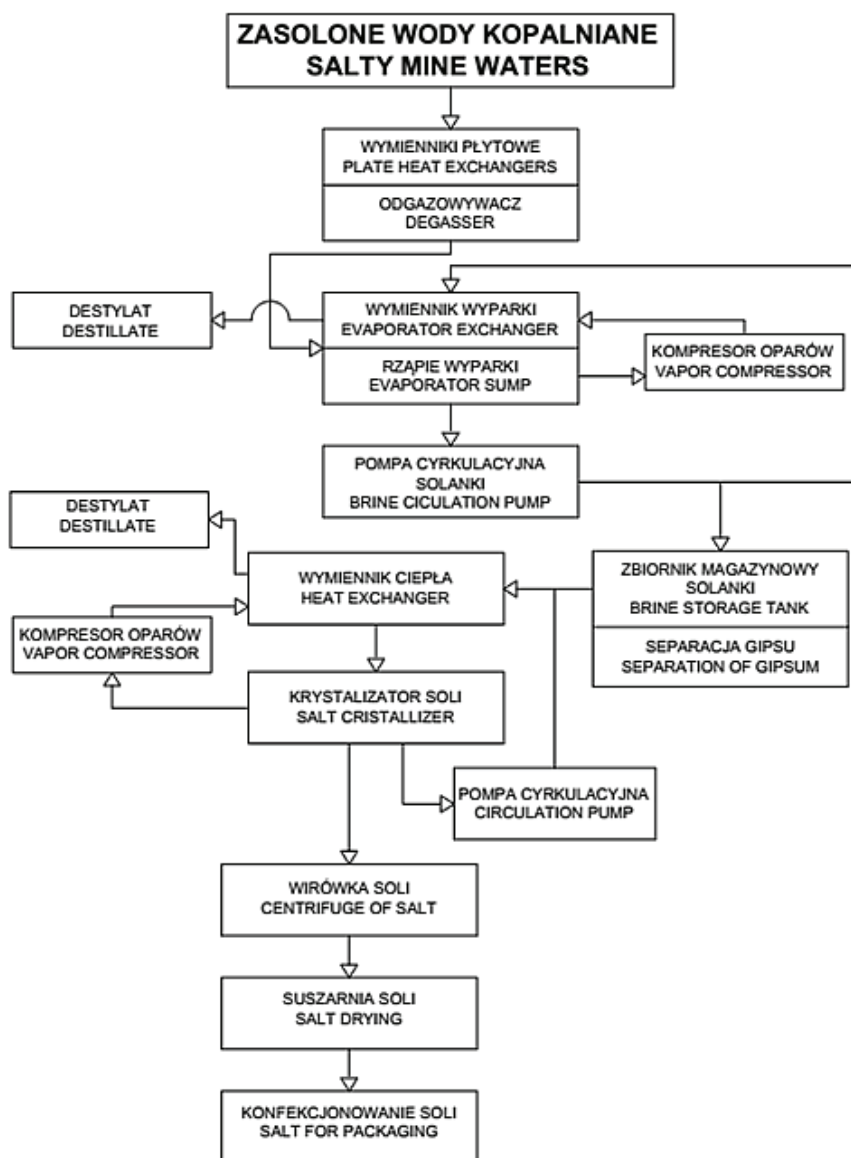 ZASOLONE WODY KOPALNIANE
SALTY MINE WATERS
WYMIENNIKI PŁYTOWE
PLATE HEAT EXCHANGERS
ODGAZOWYWACZ
DEGASSER
DESTYLAT
DESTILLATE
WYMIENNIK WYPARKI
EVAPORATOR EXCHANGER
KOMPRESOR OPARÓW
VAPOR COMPRESSOR
RZĄPIE WYPARKI
EVAPORATOR SUMP
POMPA CYRKULACYJNA
SOLANKI
BRINE CICULATION PUMP
DESTYLAT
DESTILLATE
WYMIENNIK CIEPŁA
HEAT EXCHANGER
ZBIORNIK MAGAZYNOWY
SOLANKI
BRINE STORAGE TANK
SEPARACJA GIPSU
SEPARATION OF GIPSUM
KOMPRESOR OPARÓW
VAPOR COMPRESSOR
KRYSTALIZATOR SOLI
SALT CRISTALLIZER
POMPA CYRKULACYJNA
CIRCULATION PUMP
WIRÓWKA SOLI
CENTRIFUGE OF SALT
SUSZARNIA SOLI
SALT DRYING
KONFEKCJONOWANIE SOLI
SALT FOR PACKAGING